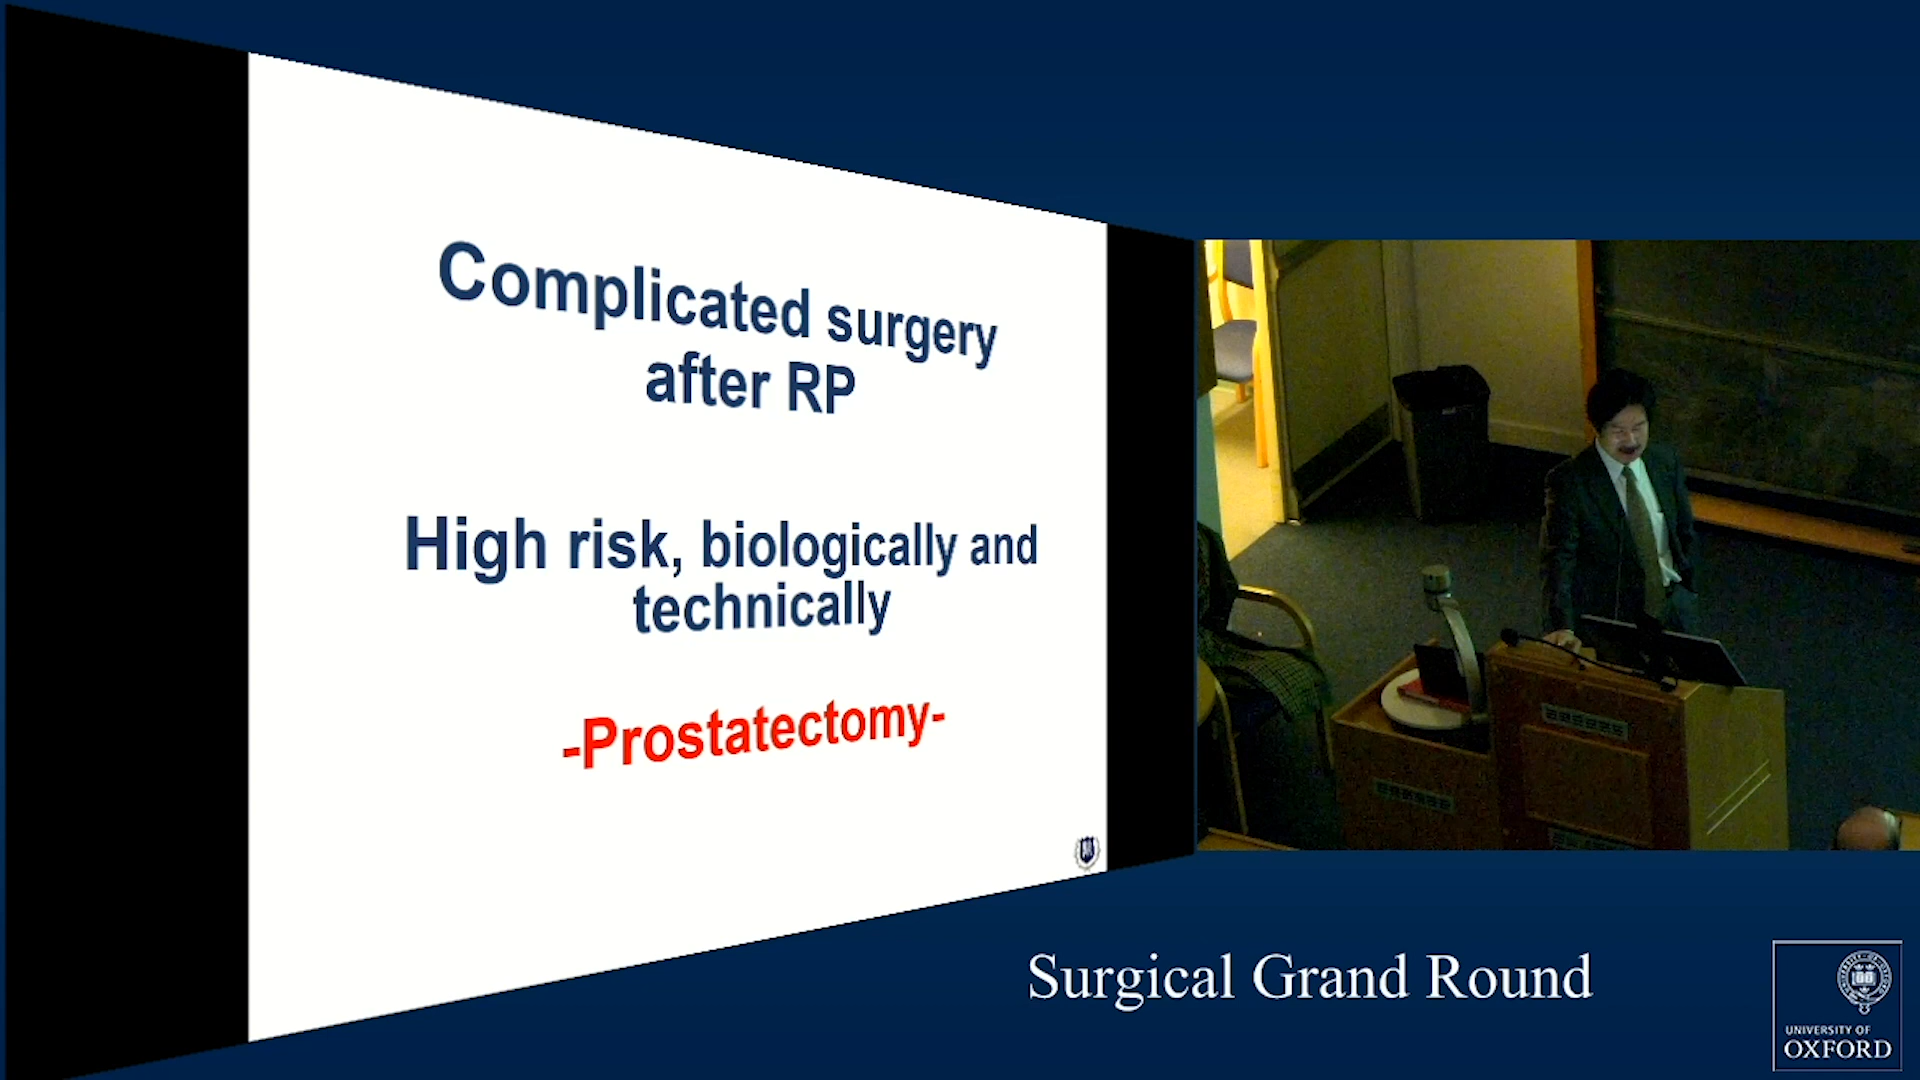 Complicated surgery
after RP
High risk, biologically and
technically
-Prostatectomy-
Surgical Grand Round
UNIVERSITY OF
OXFORD